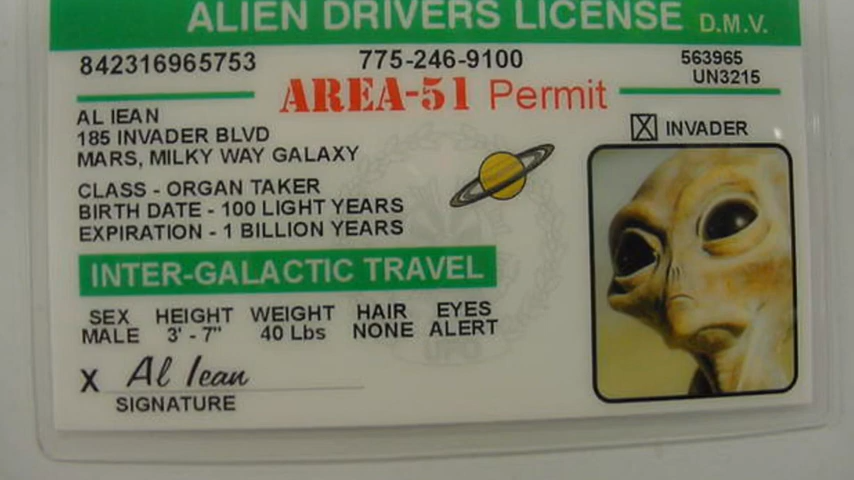 ALIEN DRIVERS LICENSE D.M.V.
842316965753 775-246-9100 563965
UN3215
AREA-51 Permit
AL IEAN
185 INVADER BLVD
MARS, MILKY WAY GALAXY
X INVADER
CLASS - ORGAN TAKER
BIRTH DATE - 100 LIGHT YEARS
EXPIRATION - 1 BILLION YEARS
INTER-GALACTIC TRAVEL
SEX HEIGHT WEIGHT HAIR EYES
MALE 3' - 7" 40 Lbs NONE ALERT
UFO
X Al Iean
SIGNATURE